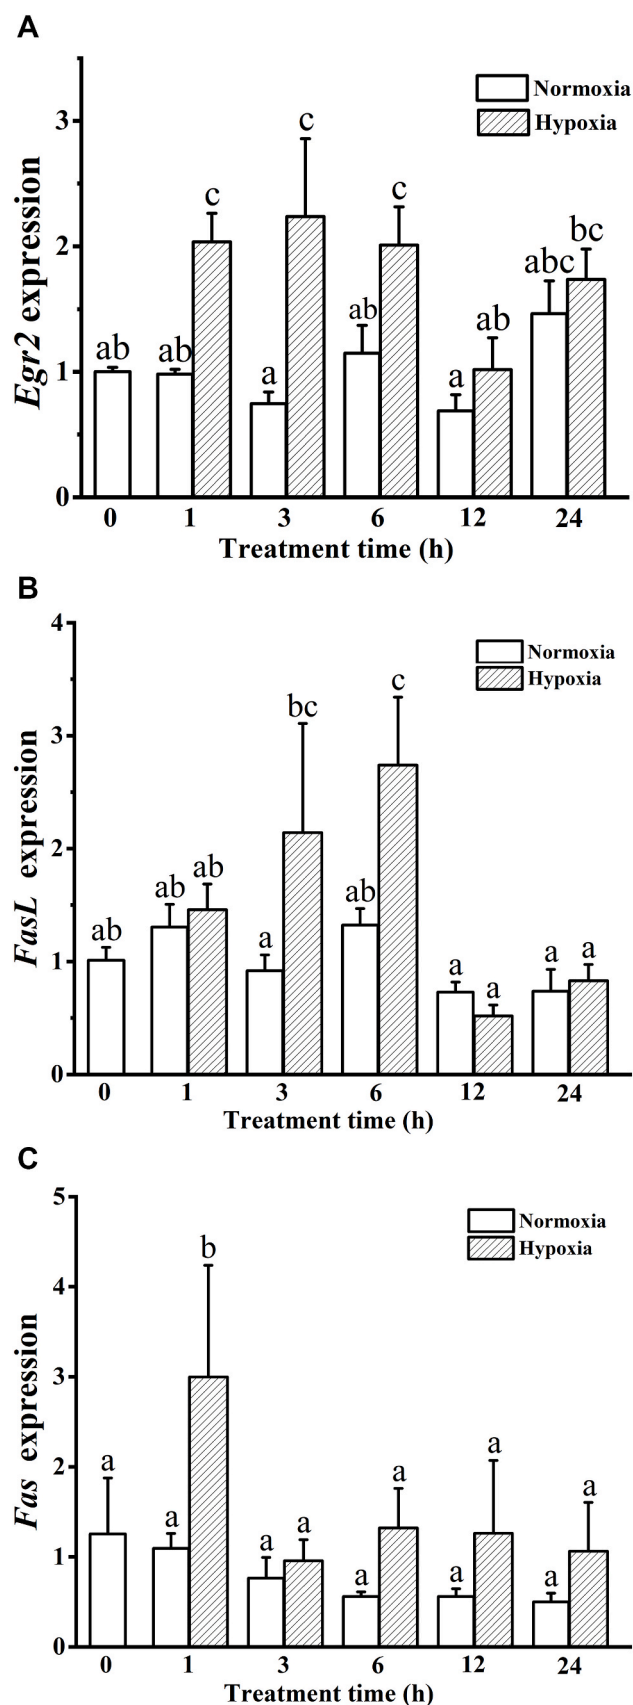 A
Normoxia
Hypoxia
Egr2 expression
3
2
1
0
ab
ab
c
a
c
ab
c
a
ab
abc
bc
0 1 3 6 12 24
Treatment time (h)
B
Normoxia
Hypoxia
FasL expression
4
3
2
1
0
ab
ab
ab
a
bc
ab
c
a
a
a
a
0 1 3 6 12 24
Treatment time (h)
C
Normoxia
Hypoxia
Fas expression
5
4
3
2
1
0
a
a
b
a
a
a
a
a
a
a
a
0 1 3 6 12 24
Treatment time (h)